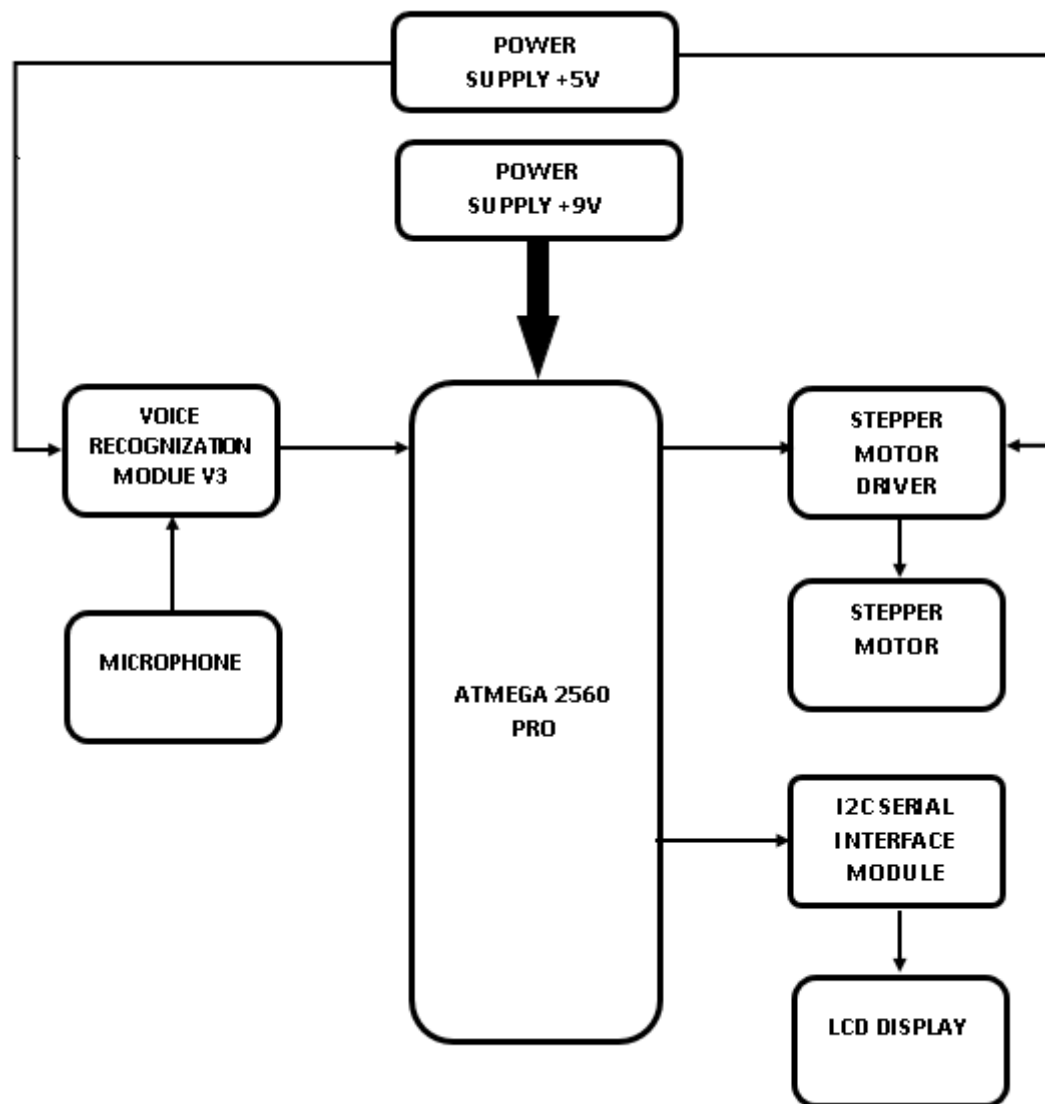 POWER
SUPPLY +5V
POWER
SUPPLY +9V
VOICE
RECOGNIZATION
MODUE V3
MICROPHONE
ATMEGA 2560
PRO
STEPPER
MOTOR
DRIVER
STEPPER
MOTOR
I2C SERIAL
INTERFACE
MODULE
LCD DISPLAY